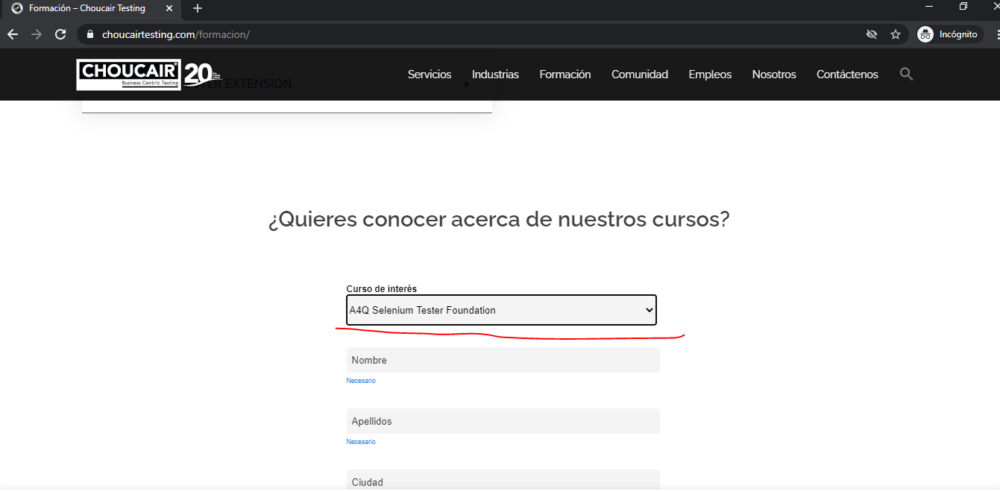 Formación – Choucair Testing
choucairtesting.com/formacion/
Incógnito
CHOUCAIR® 20
Business Centric Testing
TER EXTENSION
Servicios Industrias Formación Comunidad Empleos Nosotros Contáctenos
¿Quieres conocer acerca de nuestros cursos?
Curso de interés
A4Q Selenium Tester Foundation
Nombre
Necesario
Apellidos
Necesario
Ciudad